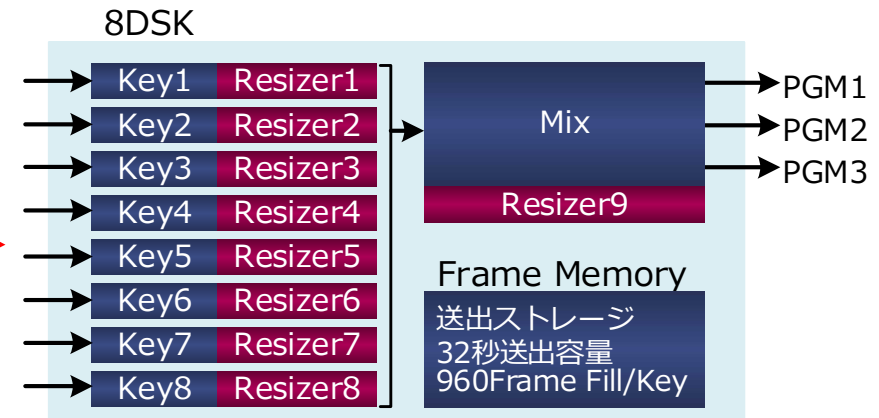 8DSK
Key1 Resizer1
Key2 Resizer2
Key3 Resizer3
Key4 Resizer4
Key5 Resizer5
Key6 Resizer6
Key7 Resizer7
Key8 Resizer8
Mix
Resizer9
PGM1
PGM2
PGM3
Frame Memory
送出ストレージ
32秒送出容量
960Frame Fill/Key